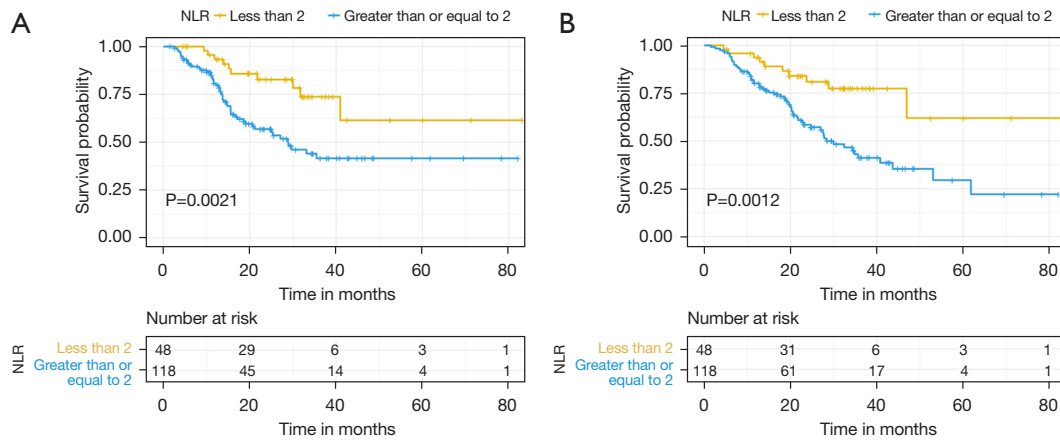 A
NLR Less than 2 Greater than or equal to 2
1.00
0.75
0.50
0.25
0.00
Survival probability
P=0.0021
0 20 40 60 80
Time in months
Number at risk
NLR
Less than 2 48 29 6 3 1
Greater than or
equal to 2 118 45 14 4 1
0 20 40 60 80
Time in months
B
NLR Less than 2 Greater than or equal to 2
1.00
0.75
0.50
0.25
0.00
Survival probability
P=0.0012
0 20 40 60 80
Time in months
Number at risk
NLR
Less than 2 48 31 6 3 1
Greater than or
equal to 2 118 61 17 4 1
0 20 40 60 80
Time in months